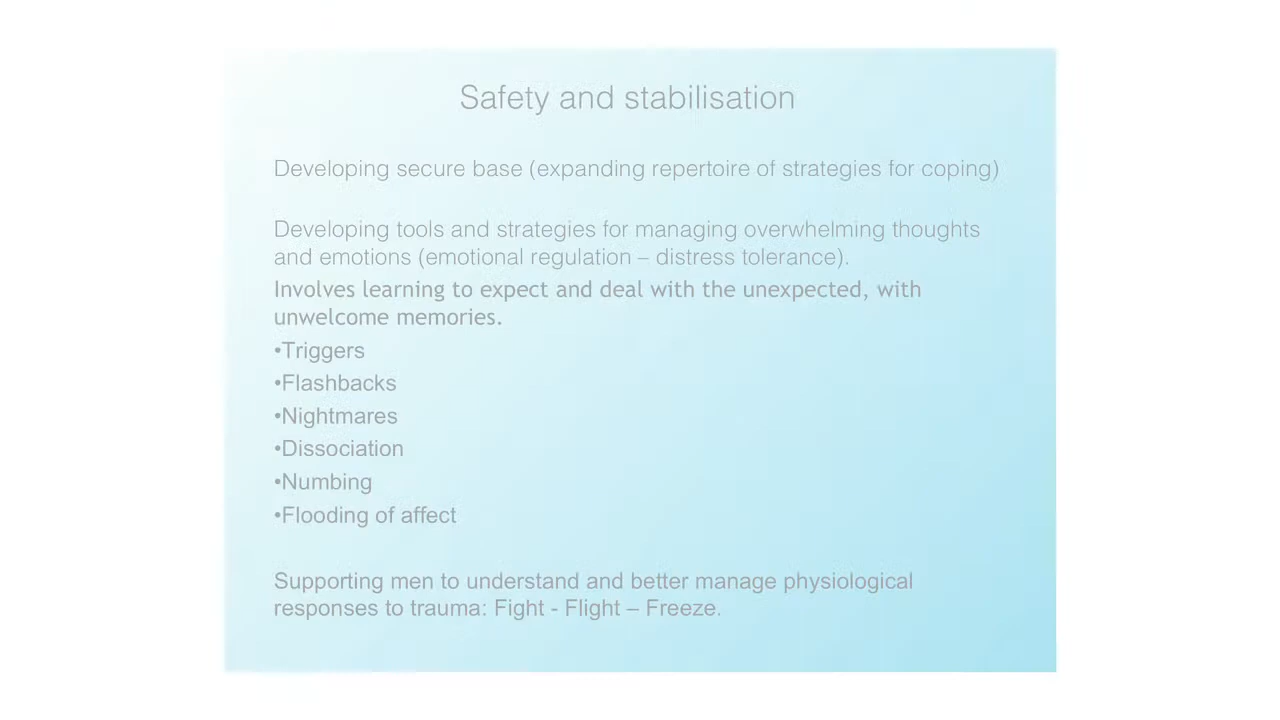 Safety and stabilisation
Developing secure base (expanding repertoire of strategies for coping)
Developing tools and strategies for managing overwhelming thoughts
and emotions (emotional regulation – distress tolerance).
Involves learning to expect and deal with the unexpected, with
unwelcome memories.
•Triggers
•Flashbacks
•Nightmares
•Dissociation
•Numbing
•Flooding of affect
Supporting men to understand and better manage physiological
responses to trauma: Fight - Flight – Freeze.